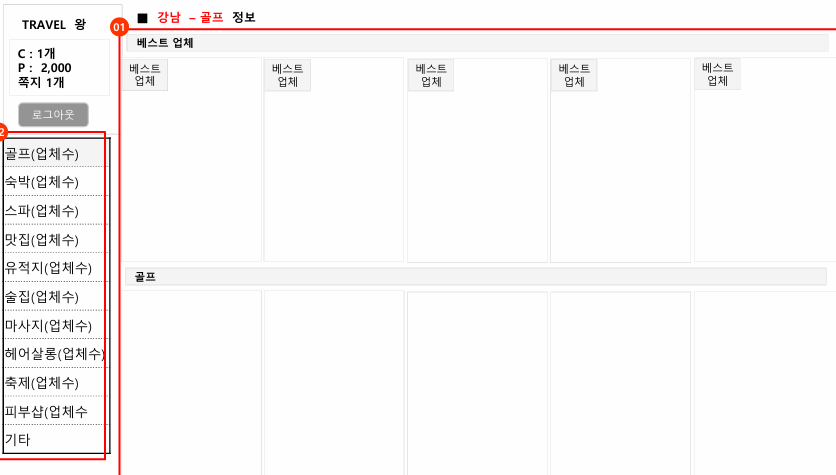 TRAVEL 왕
C : 1개
P : 2,000
쪽지 1개
로그아웃
2
골프(업체수)
숙박(업체수)
스파(업체수)
맛집(업체수)
유적지(업체수)
술집(업체수)
마사지(업체수)
헤어살롱(업체수)
축제(업체수)
피부샵(업체수
기타
01
■ 강남 – 골프 정보
베스트 업체
베스트
업체
베스트
업체
베스트
업체
베스트
업체
베스트
업체
골프